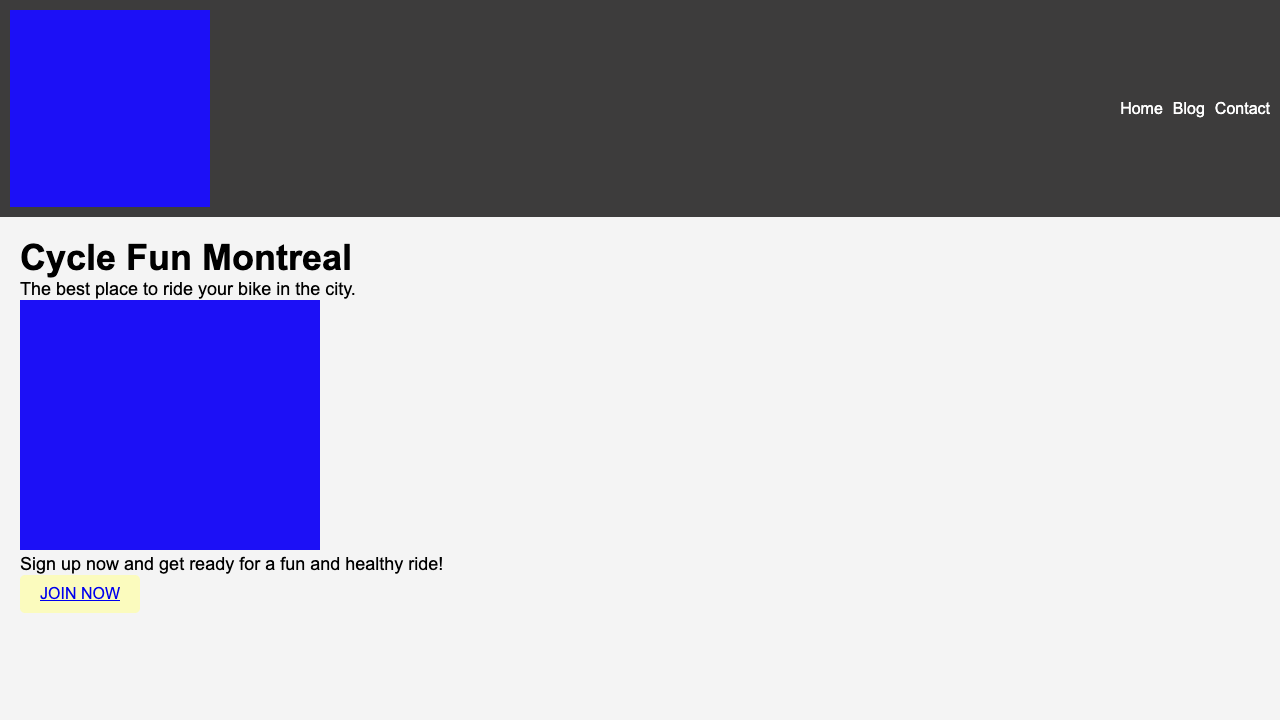 Home Blog Contact
Cycle Fun Montreal
The best place to ride your bike in the city.
Sign up now and get ready for a fun and healthy ride!
JOIN NOW